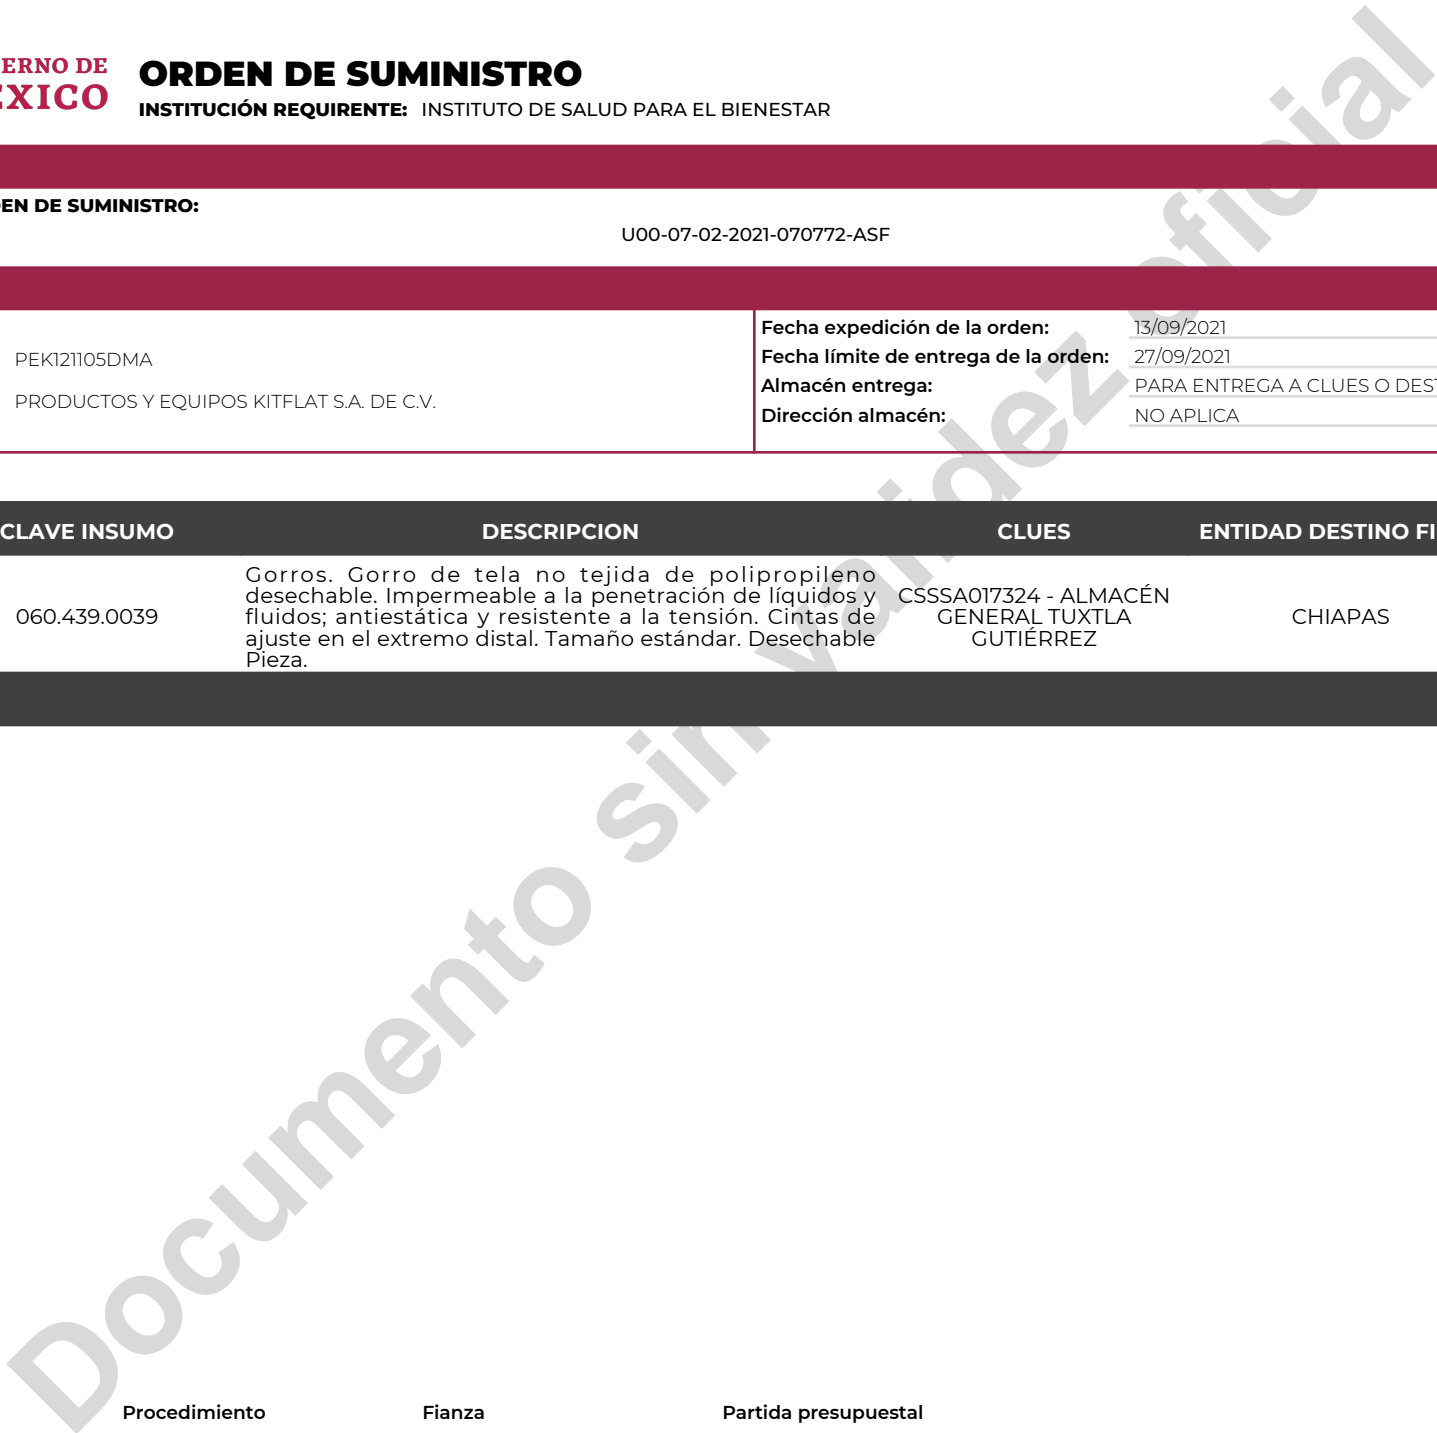 ERNO DE
EXICO
ORDEN DE SUMINISTRO
INSTITUCIÓN REQUIRENTE: INSTITUTO DE SALUD PARA EL BIENESTAR
EN DE SUMINISTRO:
U00-07-02-2021-070772-ASF
PEK121105DMA
PRODUCTOS Y EQUIPOS KITFLAT S.A. DE C.V.
Fecha expedición de la orden: 13/09/2021
Fecha límite de entrega de la orden: 27/09/2021
Almacén entrega: PARA ENTREGA A CLUES O DEST
Dirección almacén: NO APLICA
CLAVE INSUMO DESCRIPCION CLUES ENTIDAD DESTINO FI
060.439.0039
Gorros. Gorro de tela no tejida de polipropileno
desechable. Impermeable a la penetración de líquidos y
fluidos; antiestática y resistente a la tensión. Cintas de
ajuste en el extremo distal. Tamaño estándar. Desechable
Pieza.
CSSSA017324 - ALMACÉN
GENERAL TUXTLA
GUTIÉRREZ
CHIAPAS
Documento sin validez oficial
Procedimiento Fianza Partida presupuestal